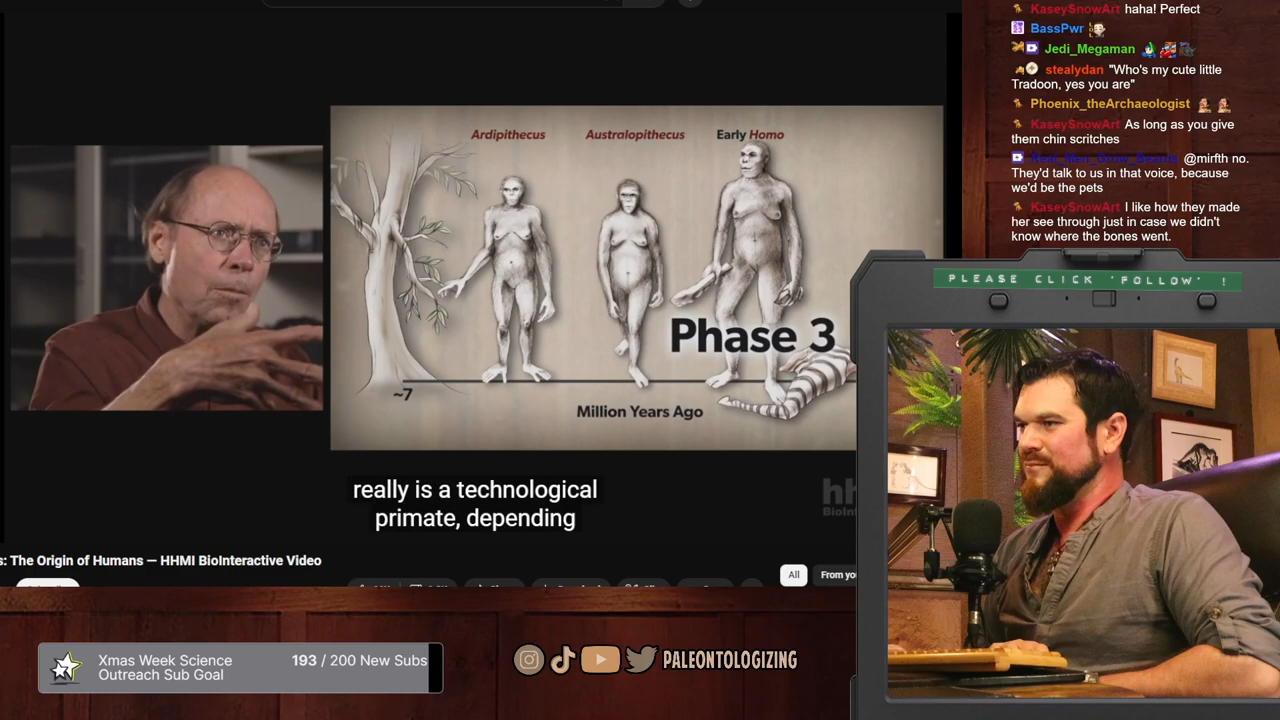 KaseySnowArt haha! Perfect
BassPwr
Jedi_Megaman
stealydan "Who's my cute little
Tradoon, yes you are"
Phoenix_theArchaeologist
KaseySnowArt As long as you give
them chin scritches
Real_Men_Grow_Beards @mirfth no.
They'd talk to us in that voice, because
we'd be the pets
KaseySnowArt I like how they made
her see through just in case we didn't
know where the bones went.
PLEASE CLICK 'FOLLOW' !
Ardipithecus Australopithecus Early Homo
Phase 3
~7
Million Years Ago
really is a technological
primate, depending
hh
BioInt
s: The Origin of Humans — HHMI BioInteractive Video
All From yo
Xmas Week Science 193 / 200 New Subs
Outreach Sub Goal
PALEONTOLOGIZING